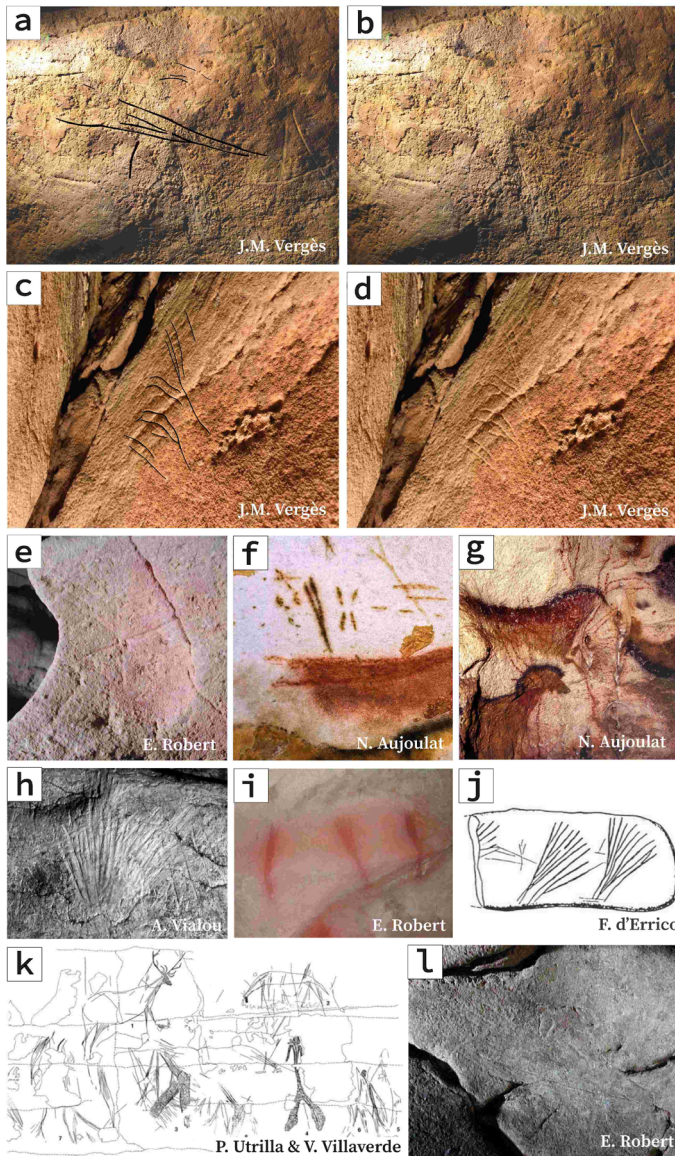 a
b
J.M. Vergès
J.M. Vergès
c
d
J.M. Vergès
J.M. Vergès
e
f
g
E. Robert
N. Aujoulat
N. Aujoulat
h
i
j
A. Vialou
E. Robert
F. d'Errico
k
l
P. Utrilla & V. Villaverde
E. Robert